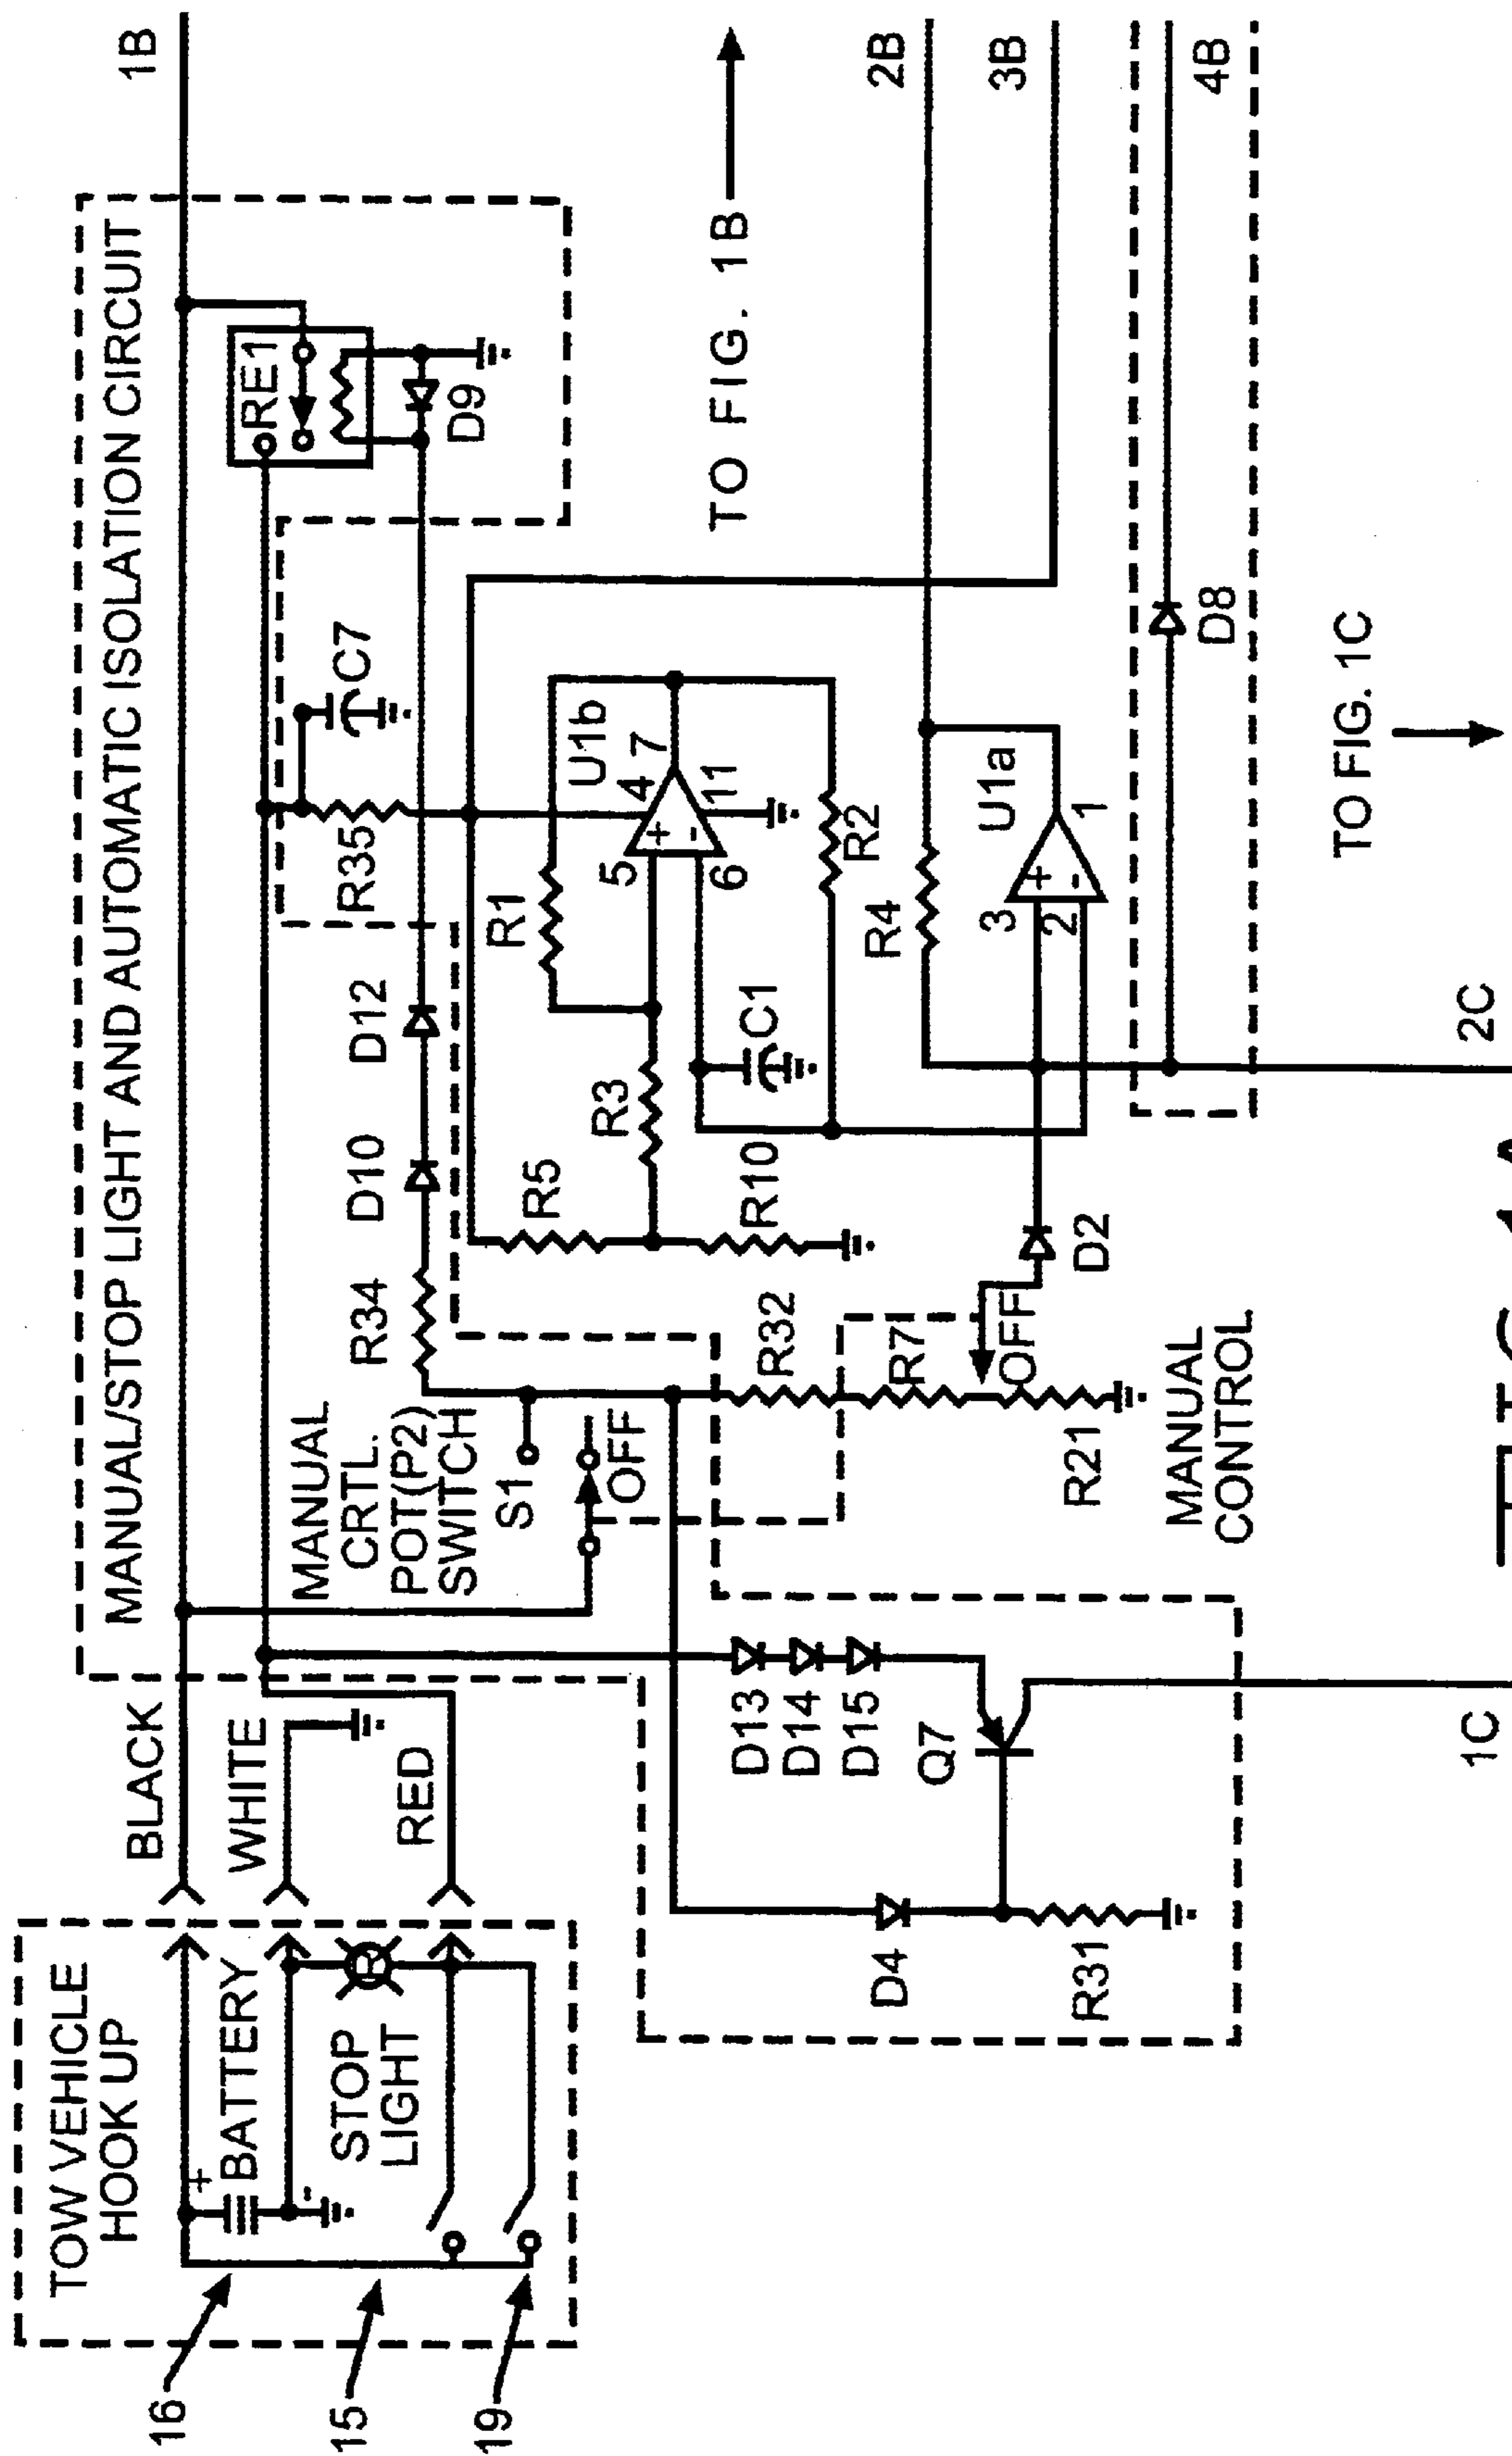 TOW VEHICLE
HOOK UP
16
15
19
+
BATTERY
-
STOP
LIGHT
R
BLACK
WHITE
RED
MANUAL/STOP LIGHT AND AUTOMATIC ISOLATION CIRCUIT
1B
RE1
D9
MANUAL
CRTL.
POT(P2)
SWITCH
S1
OFF
R34
D10
D12
R35
C7
TO FIG. 1B
R5
R3
R1
U1b
5
4
7
+
-
6
11
C1
R10
R2
2B
3B
R4
U1a
3
+
2
-
1
D4
R31
Q7
D13
D14
D15
R32
R7
OFF
R21
D2
MANUAL
CONTROL
D8
4B
1C
2C
TO FIG. 1C